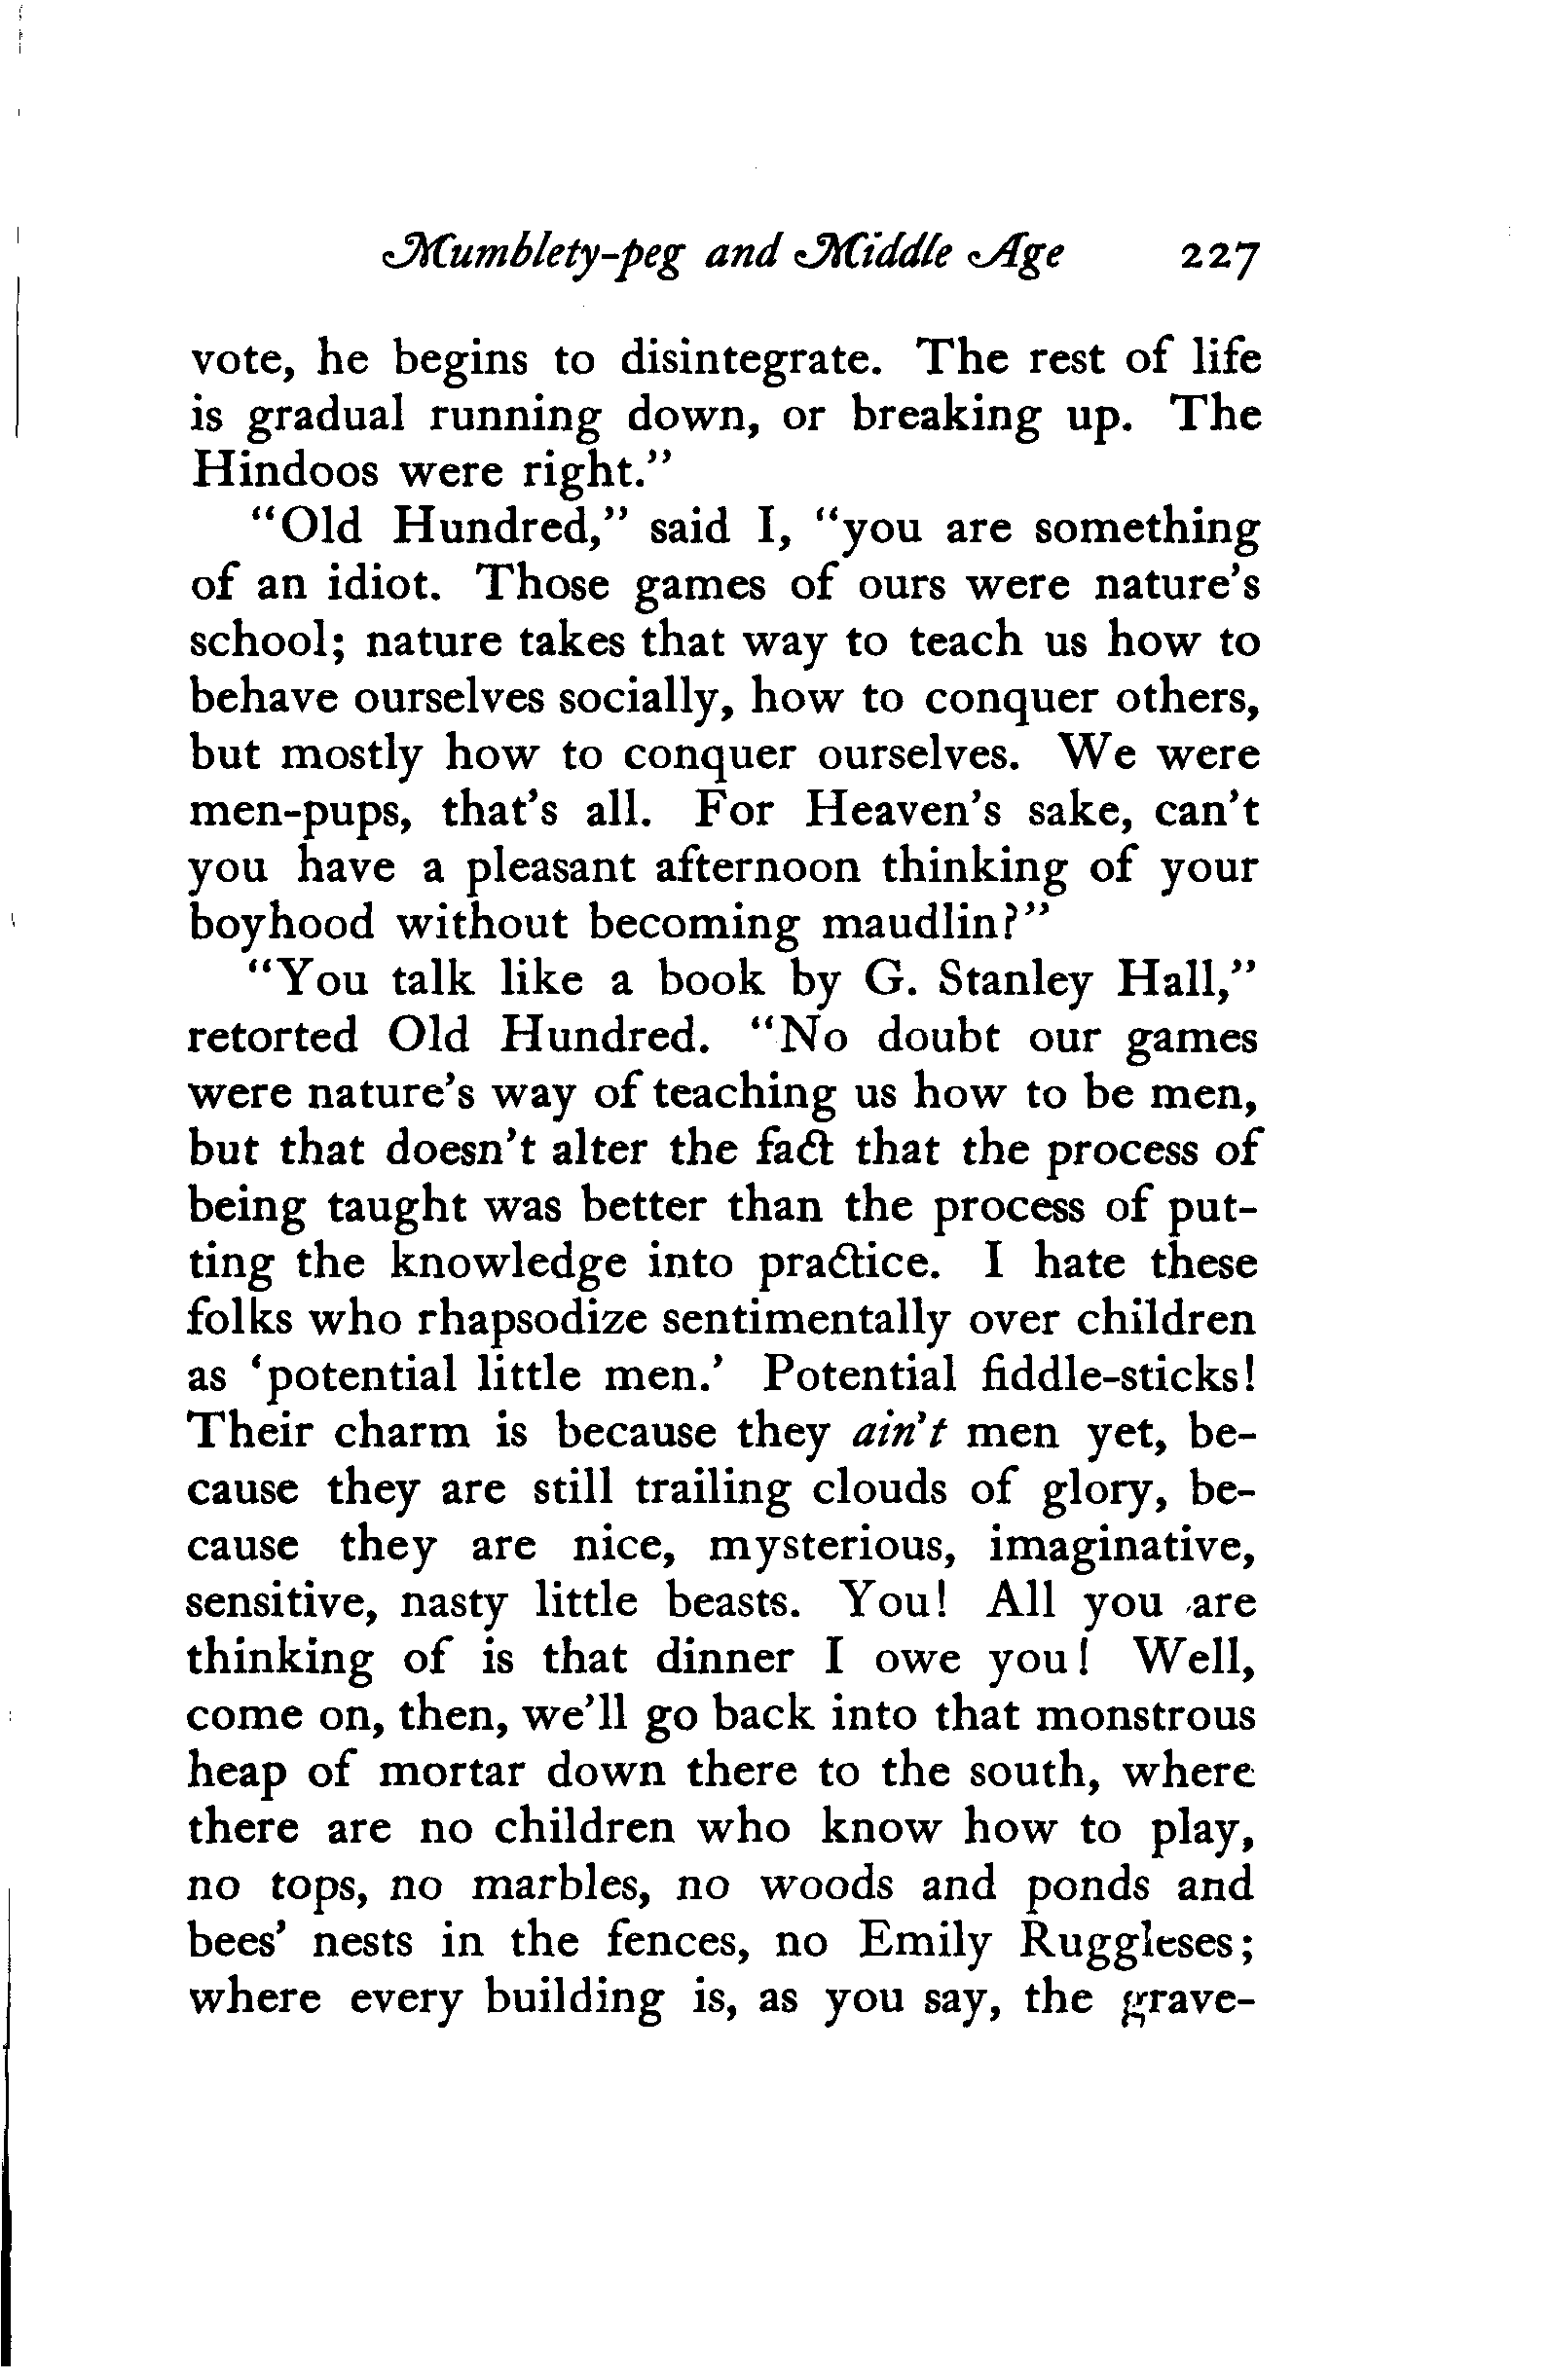 Mumblety-peg and Middle Age 227
vote, he begins to disintegrate. The rest of life
is gradual running down, or breaking up. The
Hindoos were right."
"Old Hundred," said I, "you are something
of an idiot. Those games of ours were nature's
school; nature takes that way to teach us how to
behave ourselves socially, how to conquer others,
but mostly how to conquer ourselves. We were
men-pups, that's all. For Heaven's sake, can't
you have a pleasant afternoon thinking of your
boyhood without becoming maudlin?"
"You talk like a book by G. Stanley Hall,"
retorted Old Hundred. "No doubt our games
were nature's way of teaching us how to be men,
but that doesn't alter the fact that the process of
being taught was better than the process of put-
ting the knowledge into practice. I hate these
folks who rhapsodize sentimentally over children
as 'potential little men.' Potential fiddle-sticks!
Their charm is because they ain't men yet, be-
cause they are still trailing clouds of glory, be-
cause they are nice, mysterious, imaginative,
sensitive, nasty little beasts. You! All you are
thinking of is that dinner I owe you! Well,
come on, then, we'll go back into that monstrous
heap of mortar down there to the south, where
there are no children who know how to play,
no tops, no marbles, no woods and ponds and
bees' nests in the fences, no Emily Ruggleses;
where every building is, as you say, the grave-